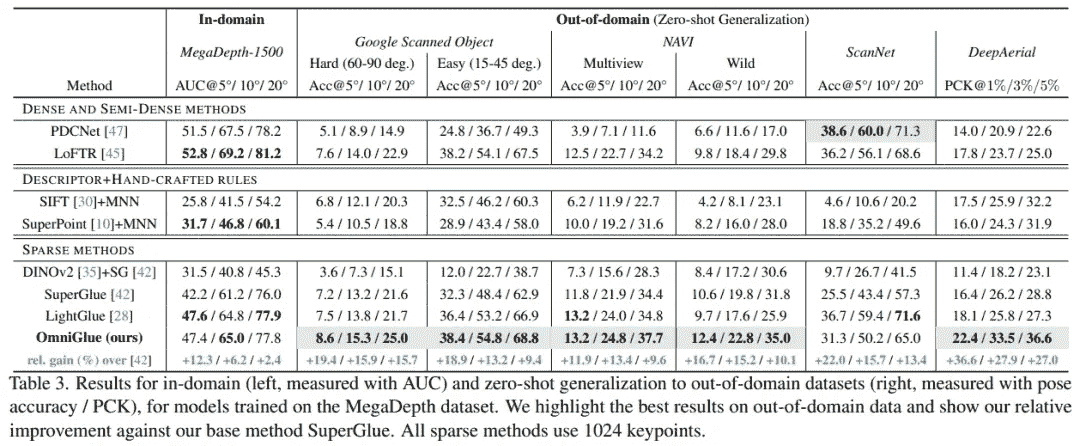 In-domain Out-of-domain (Zero-shot Generalization)
MegaDepth-1500 Google Scanned Object NAVI ScanNet DeepAerial
Hard (60-90 deg.) Easy (15-45 deg.) Multiview Wild
Method AUC@5°/ 10°/ 20° Acc@5°/ 10°/ 20° Acc@5°/ 10°/ 20° Acc@5°/ 10°/ 20° Acc@5°/ 10°/ 20° Acc@5°/ 10°/ 20° PCK@1%/3%/5%
DENSE AND SEMI-DENSE METHODS
PDCNet [47] 51.5 / 67.5 / 78.2 5.1 / 8.9 / 14.9 24.8 / 36.7 / 49.3 3.9 / 7.1 / 11.6 6.6 / 11.6 / 17.0 38.6 / 60.0 / 71.3 14.0 / 20.9 / 22.6
LoFTR [45] 52.8 / 69.2 / 81.2 7.6 / 14.0 / 22.9 38.2 / 54.1 / 67.5 12.5 / 22.7 / 34.2 9.8 / 18.4 / 29.8 36.2 / 56.1 / 68.6 17.8 / 23.7 / 25.0
DESCRIPTOR+HAND-CRAFTED RULES
SIFT [30]+MNN 25.8 / 41.5 / 54.2 6.8 / 12.1 / 20.3 32.5 / 46.2 / 60.3 6.2 / 11.9 / 22.7 4.2 / 8.1 / 23.1 4.6 / 10.6 / 20.2 17.5 / 25.9 / 32.2
SuperPoint [10]+MNN 31.7 / 46.8 / 60.1 5.4 / 10.5 / 18.8 28.9 / 43.4 / 58.0 10.0 / 19.2 / 31.6 8.2 / 16.0 / 28.0 18.8 / 35.2 / 49.6 16.0 / 24.3 / 31.9
SPARSE METHODS
DINOv2 [35]+SG [42] 31.5 / 40.8 / 45.3 3.6 / 7.3 / 15.1 12.0 / 22.7 / 38.7 7.3 / 15.6 / 28.3 8.4 / 17.2 / 30.6 9.7 / 26.7 / 41.5 11.4 / 18.2 / 23.1
SuperGlue [42] 42.2 / 61.2 / 76.0 7.2 / 13.2 / 21.6 32.3 / 48.4 / 62.9 11.8 / 21.9 / 34.4 10.6 / 19.8 / 31.8 25.5 / 43.4 / 57.3 16.4 / 26.2 / 28.8
LightGlue [28] 47.6 / 64.8 / 77.9 7.5 / 13.8 / 21.7 36.4 / 53.2 / 66.9 13.2 / 24.0 / 34.8 9.7 / 17.6 / 25.9 36.7 / 59.4 / 71.6 18.1 / 25.8 / 27.3
OmniGlue (ours) 47.4 / 65.0 / 77.8 8.6 / 15.3 / 25.0 38.4 / 54.8 / 68.8 13.2 / 24.8 / 37.7 12.4 / 22.8 / 35.0 31.3 / 50.2 / 65.0 22.4 / 33.5 / 36.6
rel. gain (%) over [42] +12.3 / +6.2 / +2.4 +19.4 / +15.9 / +15.7 +18.9 / +13.2 / +9.4 +11.9 / +13.4 / +9.6 +16.7 / +15.2 / +10.1 +22.0 / +15.7 / +13.4 +36.6 / +27.9 / +27.0
Table 3. Results for in-domain (left, measured with AUC) and zero-shot generalization to out-of-domain datasets (right, measured with pose
accuracy / PCK), for models trained on the MegaDepth dataset. We highlight the best results on out-of-domain data and show our relative
improvement against our base method SuperGlue. All sparse methods use 1024 keypoints.